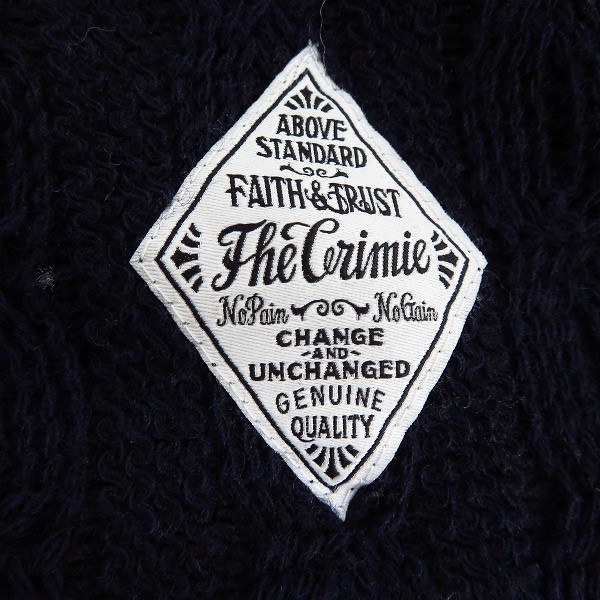 ABOVE
STANDARD
FAITH & TRUST
The Crimie
No Pain No Gain
CHANGE
-AND-
UNCHANGED
GENUINE
QUALITY